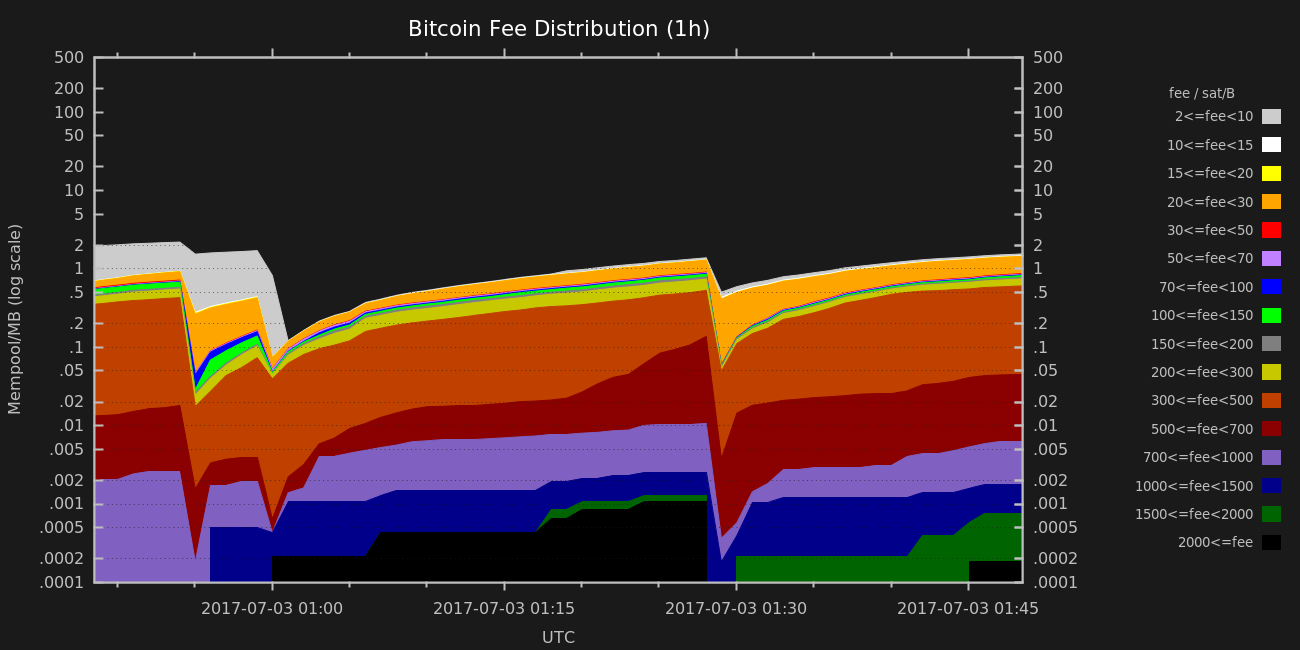 Bitcoin Fee Distribution (1h)
Mempool/MB (log scale)
500
200
100
50
20
10
5
2
1
.5
.2
.1
.05
.02
.01
.005
.002
.001
.0005
.0002
.0001
500
200
100
50
20
10
5
2
1
.5
.2
.1
.05
.02
.01
.005
.002
.001
.0005
.0002
.0001
2017-07-03 01:00
2017-07-03 01:15
2017-07-03 01:30
2017-07-03 01:45
UTC
fee / sat/B
2<=fee<10
10<=fee<15
15<=fee<20
20<=fee<30
30<=fee<50
50<=fee<70
70<=fee<100
100<=fee<150
150<=fee<200
200<=fee<300
300<=fee<500
500<=fee<700
700<=fee<1000
1000<=fee<1500
1500<=fee<2000
2000<=fee